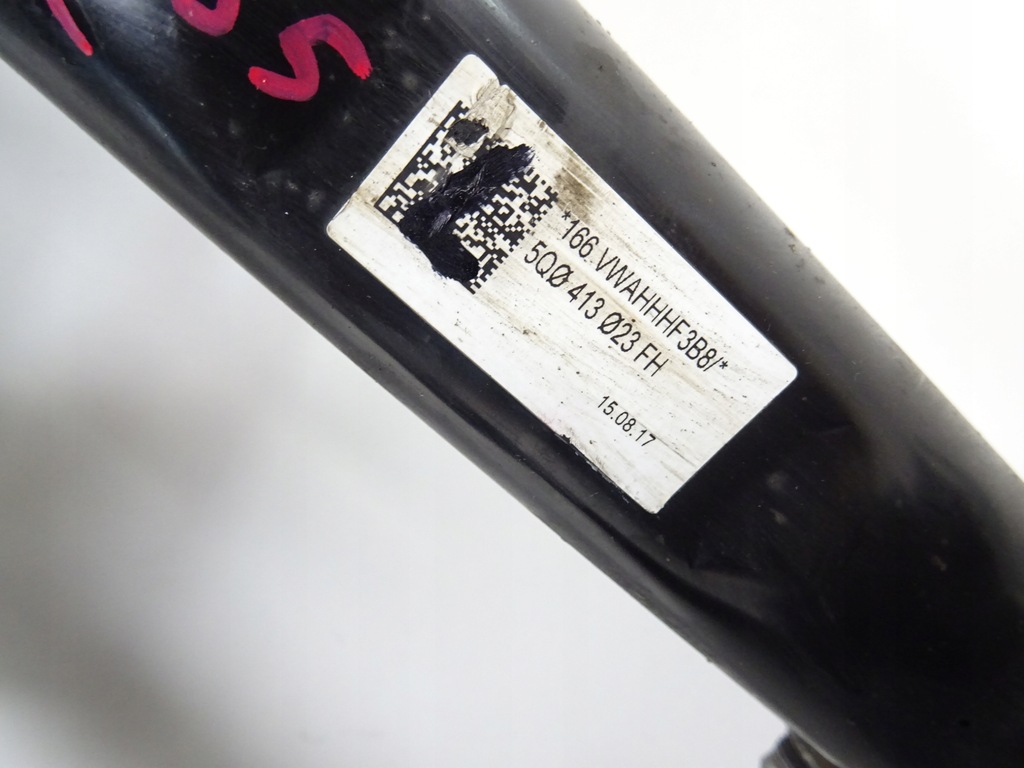 *166.VWAHHHF3B8/*
5QØ 413 Ø23 FH
15.08.17